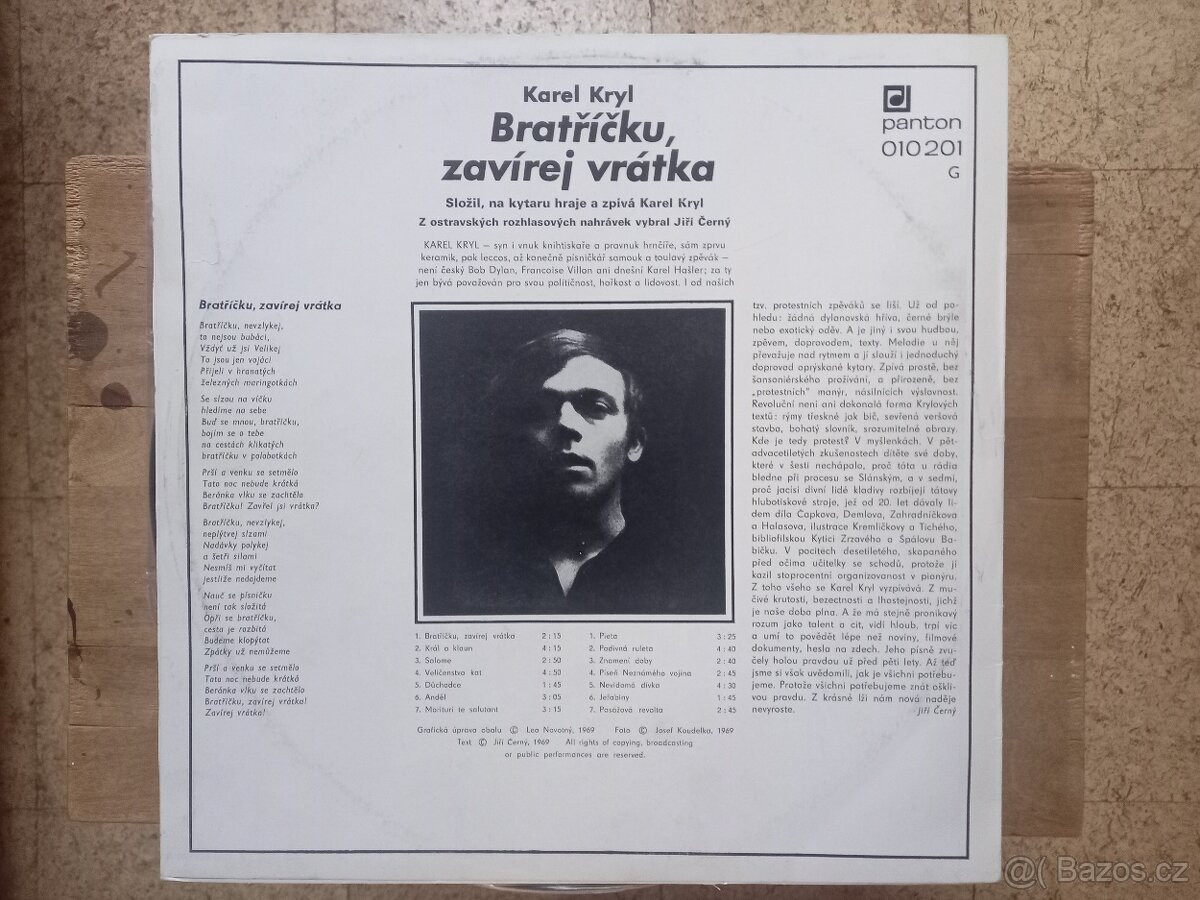 Karel Kryl
Bratříčku,
zavírej vrátka
panton
010201
G
Složil, na kytaru hraje a zpívá Karel Kryl
Z ostravských rozhlasových nahrávek vybral Jiří Černý
KAREL KRYL — syn i vnuk knihtiskaře a pravnuk hrnčíře, sám zprvu
keramik, pak leccos, až konečně písničkář samouk a toulavý zpěvák —
není český Bob Dylan, Francoise Villon ani dnešní Karel Hašler; za ty
jen bývá považován pro svou političnost, hořkost a lidovost. I od našich
Bratříčku, zavírej vrátka
Bratříčku, nevzlykej,
to nejsou bubáci,
Vždyť už jsi Velikej
To jsou jen vojáci
Přijeli v hranatých
železných maringotkách
Se slzou na víčku
hledíme na sebe
Buď se mnou, bratříčku,
bojím se o tebe
na cestách klikatých
bratříčku v polobotkách
Prší a venku se setmělo
Tato noc nebude krátká
Beránka vlku se zachtělo
Bratříčku! Zavřel jsi vrátka?
Bratříčku, nevzlykej,
neplýtvej slzami
Nadávky polykej
a šetři silami
Nesmíš mi vyčítat
jestliže nedojdeme
Nauč se písničku
není tak složitá
Opři se bratříčku,
cesta je rozbitá
Budeme klopýtat
Zpátky už nemůžeme
Prší a venku se setmělo
Tato noc nebude krátká
Beránka vlku se zachtělo
Bratříčku, zavírej vrátka!
Zavírej vrátka!
tzv. protestních zpěváků se liší. Už od po-
hledu: žádná dylanovská hříva, černé brýle
nebo exotický oděv. A je jiný i svou hudbou,
zpěvem, doprovodem, texty. Melodie u něj
převažuje nad rytmem a jí slouží i jednoduchý
doprovod oprýskané kytary. Zpívá prostě, bez
šansoniérského prožívání, a přirozeně, bez
„protestních" manýr, násilnících výslovnost.
Revoluční není ani dokonalá forma Krylových
textů: rýmy třeskné jak bič, sevřená veršová
stavba, bohatý slovník, srozumitelné obrazy.
Kde je tedy protest? V myšlenkách. V pět-
advacetiletých zkušenostech dítěte své doby,
které v šesti nechápalo, proč táta u rádia
bledne při procesu se Slánským, a v sedmi,
proč jacísi divní lidé kladivy rozbíjejí tátovy
hlubotiskové stroje, jež od 20. let dávaly li-
dem díla Čapkova, Demlova, Zahradníčkova
a Halasova, ilustrace Kremličkovy a Tichého,
bibliofilskou Kytici Zrzavého a Špálovu Ba-
bičku. V pocitech desetiletého, skopaného
před očima učitelky se schodů, protože jí
kazil stoprocentní organizovanost v pionýru.
Z toho všeho se Karel Kryl vyzpívává. Z mu-
čivé krutosti, bezectnosti a lhostejnosti, jichž
je naše doba plna. A že má stejně pronikavý
rozum jako talent a cit, vidí hloub, trpí víc
a umí to povědět lépe než noviny, filmové
dokumenty, hesla na zdech. Jeho písně zvu-
čely holou pravdou už před pěti lety. Až teď
jsme si však uvědomili, jak je všichni potřebu-
jeme. Protože všichni potřebujeme znát oškli-
vou pravdu. Z krásné lži nám nová naděje
nevyroste. Jiří Černý
1. Bratříčku, zavírej vrátka 2:15
2. Král a klaun 4:15
3. Salome 2:50
4. Veličenstvo kat 4:50
5. Důchodce 1:45
6. Anděl 3:05
7. Morituri te salutant 3:15
1. Pieta 3:25
2. Podivná ruleta 4:40
3. Znamení doby 2:40
4. Píseň Neznámého vojína 2:45
5. Nevidomá dívka 4:30
6. Jeřabiny 1:45
7. Pasážová revolta 2:45
Grafická úprava obalu © Leo Novotný, 1969 Foto © Josef Koudelka, 1969
Text © Jiří Černý, 1969 All rights of copying, broadcasting
or public performances are reserved.
@( Bazos.cz